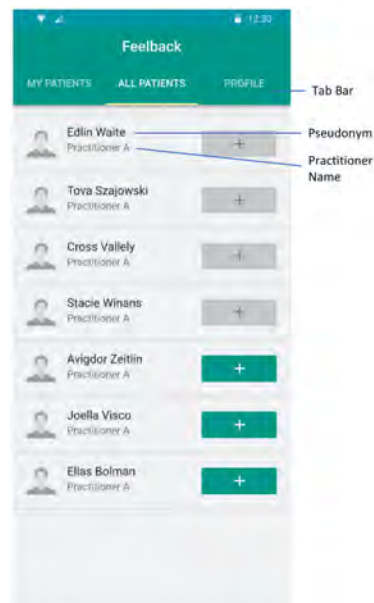 12:30
Feelback
MY PATIENTS ALL PATIENTS PROFILE
Tab Bar
Edlin Waite
Pseudonym
Practitioner A
+
Practitioner
Name
Tova Szajowski
Practitioner A
+
Cross Vallely
Practitioner A
+
Stacie Winans
Practitioner A
+
Avigdor Zeitlin
Practitioner A
+
Joella Visco
Practitioner A
+
Elias Bolman
Practitioner A
+